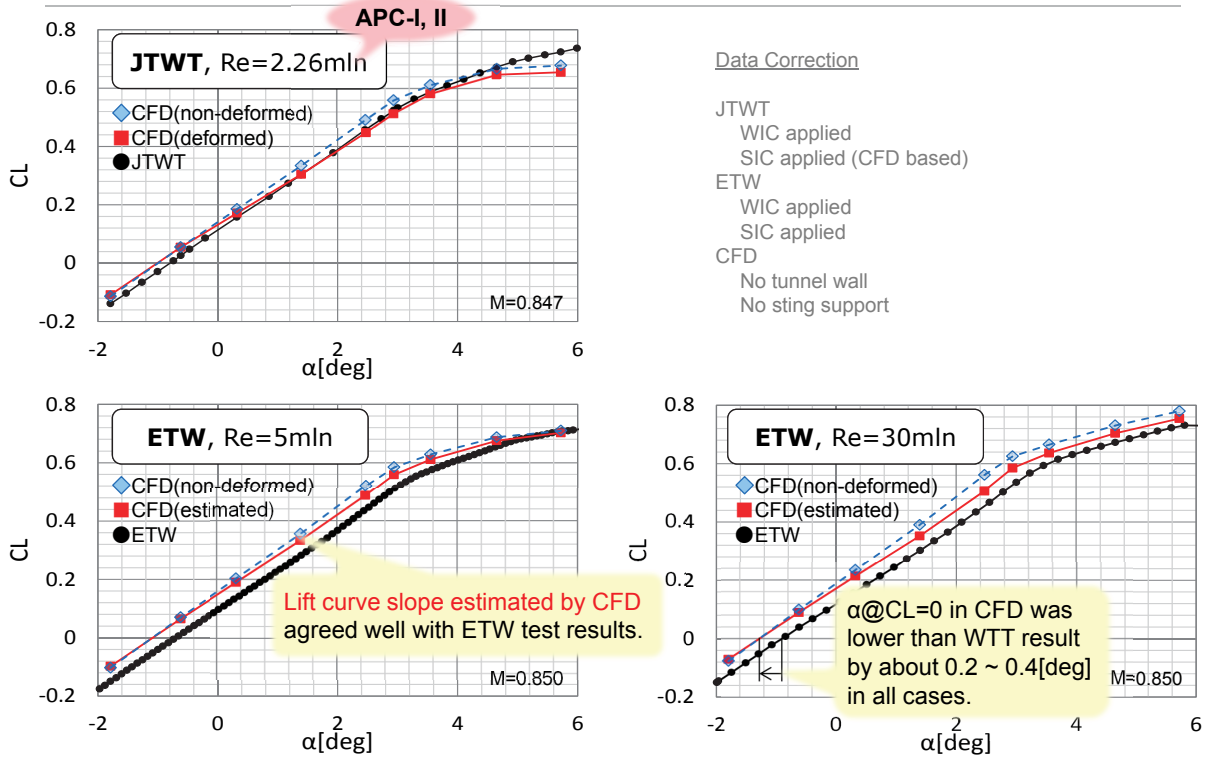 APC-I, II
0.8
0.6
0.4
0.2
0
-0.2
CL
JTWT, Re=2.26mln
CFD(non-deformed)
CFD(deformed)
JTWT
M=0.847
-2
0
2
4
6
α[deg]
Data Correction
JTWT
WIC applied
SIC applied (CFD based)
ETW
WIC applied
SIC applied
CFD
No tunnel wall
No sting support
0.8
0.6
0.4
0.2
0
-0.2
CL
ETW, Re=5mln
CFD(non-deformed)
CFD(estimated)
ETW
Lift curve slope estimated by CFD
agreed well with ETW test results.
M=0.850
-2
0
2
4
6
α[deg]
0.8
0.6
0.4
0.2
0
-0.2
CL
ETW, Re=30mln
CFD(non-deformed)
CFD(estimated)
ETW
α@CL=0 in CFD was
lower than WTT result
by about 0.2 ~ 0.4[deg]
in all cases.
M=0.850
-2
0
2
4
6
α[deg]